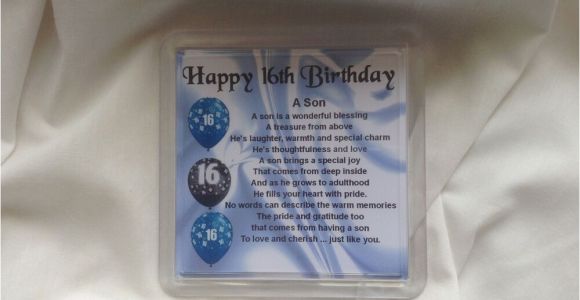 Happy 16th Birthday
A Son
A son is a wonderful blessing
A treasure from above
He's laughter, warmth and special charm
He's thoughtfulness and love
A son brings a special joy
That comes from deep inside
And as he grows to adulthood
He fills your heart with pride.
No words can describe the warm memories
The pride and gratitude too
that comes from having a son
To love and cherish ... just like you.
16
16
16